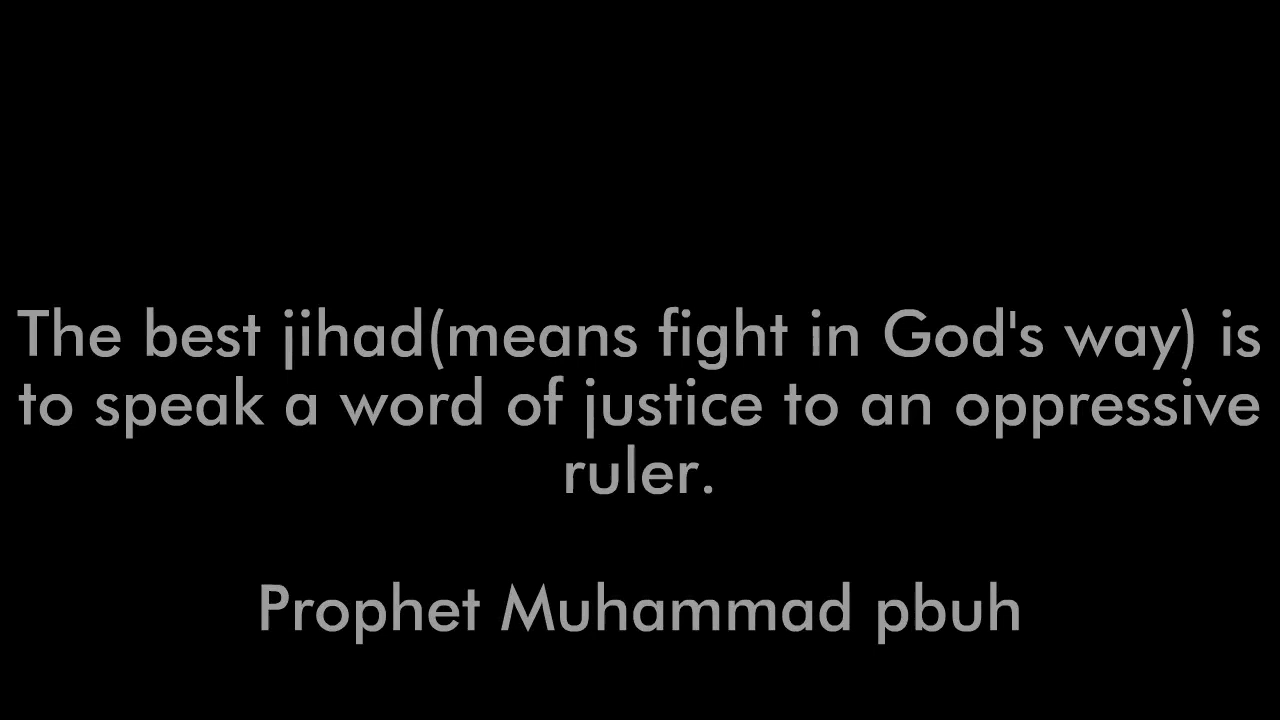 The best jihad(means fight in God's way) is
to speak a word of justice to an oppressive
ruler.
Prophet Muhammad pbuh